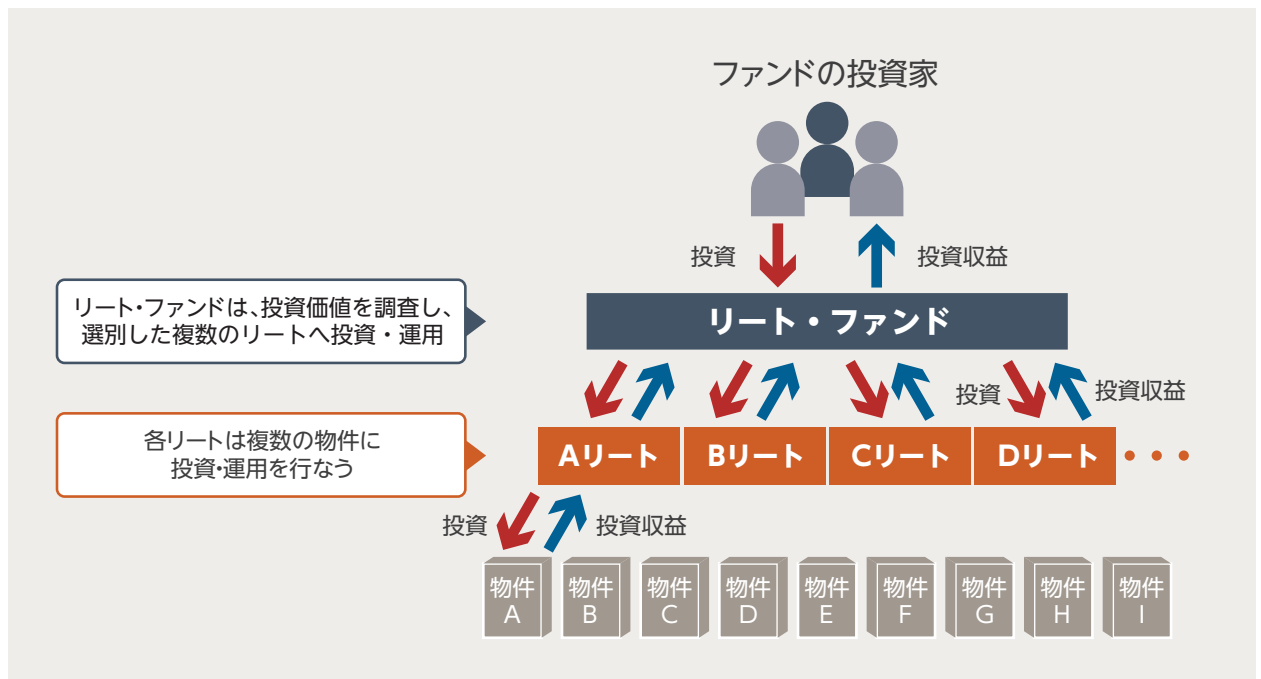 ファンドの投資家
投資
投資収益
リート・ファンドは、投資価値を調査し、
選別した複数のリートへ投資・運用
リート・ファンド
投資
投資収益
各リートは複数の物件に
投資・運用を行なう
Aリート
Bリート
Cリート
Dリート
・・・
投資
投資収益
物件
A
物件
B
物件
C
物件
D
物件
E
物件
F
物件
G
物件
H
物件
I